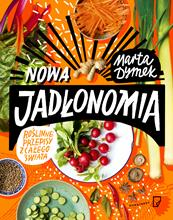 NOWA
Marta
Dymek
JADŁONOMIA
ROŚLINNE
PRZEPISY
Z CAŁEGO
ŚWIATA